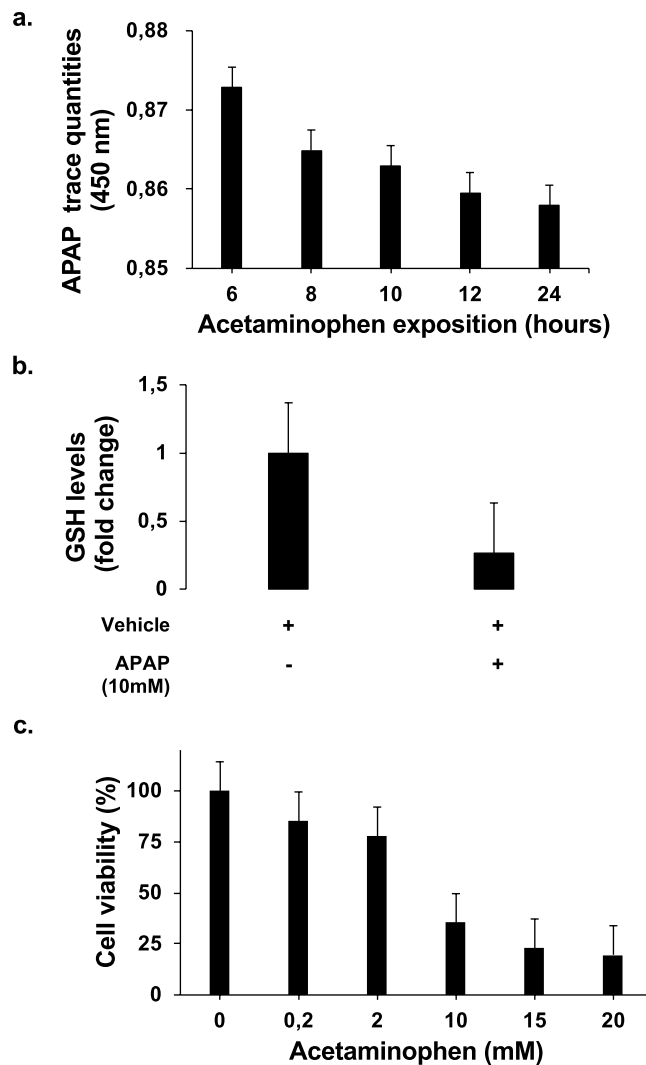 a.
APAP trace quantities
(450 nm)
0,88
0,87
0,86
0,85
6 8 10 12 24
Acetaminophen exposition (hours)
b.
GSH levels
(fold change)
1,5
1
0,5
0
Vehicle + +
APAP - +
(10mM)
c.
Cell viability (%)
100
75
50
25
0
0 0,2 2 10 15 20
Acetaminophen (mM)